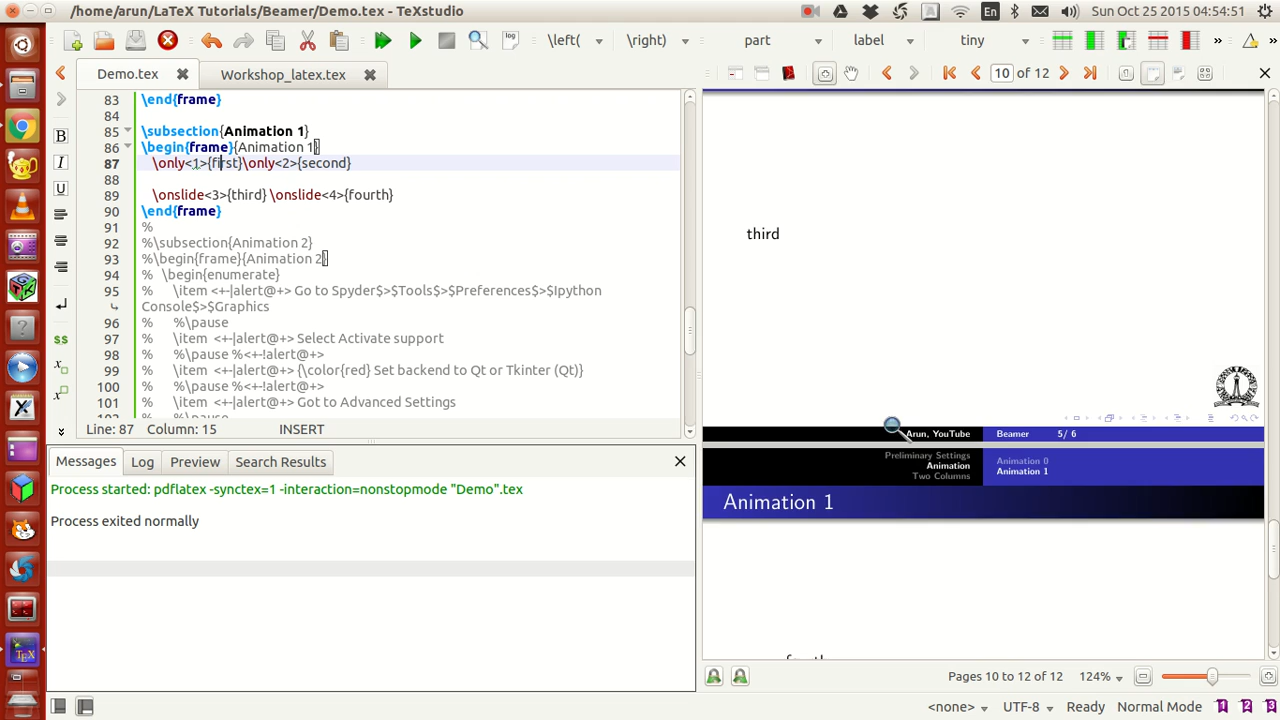 /home/arun/LaTeX Tutorials/Beamer/Demo.tex - TeXstudio
En
Sun Oct 25 2015 04:54:51
\left(
\right)
part
label
tiny
Demo.tex
Workshop_latex.tex
10 of 12
83 \end{frame}
84
85 \subsection{Animation 1}
86 \begin{frame}{Animation 1}
87 \only<1>{first}\only<2>{second}
88
89 \onslide<3>{third} \onslide<4>{fourth}
90 \end{frame}
91 %
92 %\subsection{Animation 2}
93 %\begin{frame}{Animation 2}
94 % \begin{enumerate}
95 % \item <+-|alert@+> Go to Spyder$>$Tools$>$Preferences$>$Ipython
Console$>$Graphics
96 % %\pause
97 % \item <+-|alert@+> Select Activate support
98 % %\pause %<+-!alert@+>
99 % \item <+-|alert@+> {\color{red} Set backend to Qt or Tkinter (Qt)}
100 % %\pause %<+-!alert@+>
101 % \item <+-|alert@+> Got to Advanced Settings
Line: 87 Column: 15 INSERT
Messages Log Preview Search Results
Process started: pdflatex -synctex=1 -interaction=nonstopmode "Demo".tex
Process exited normally
third
Arun, YouTube Beamer 5/ 6
Preliminary Settings
Animation
Two Columns
Animation 0
Animation 1
Animation 1
Pages 10 to 12 of 12 124%
<none> UTF-8 Ready Normal Mode